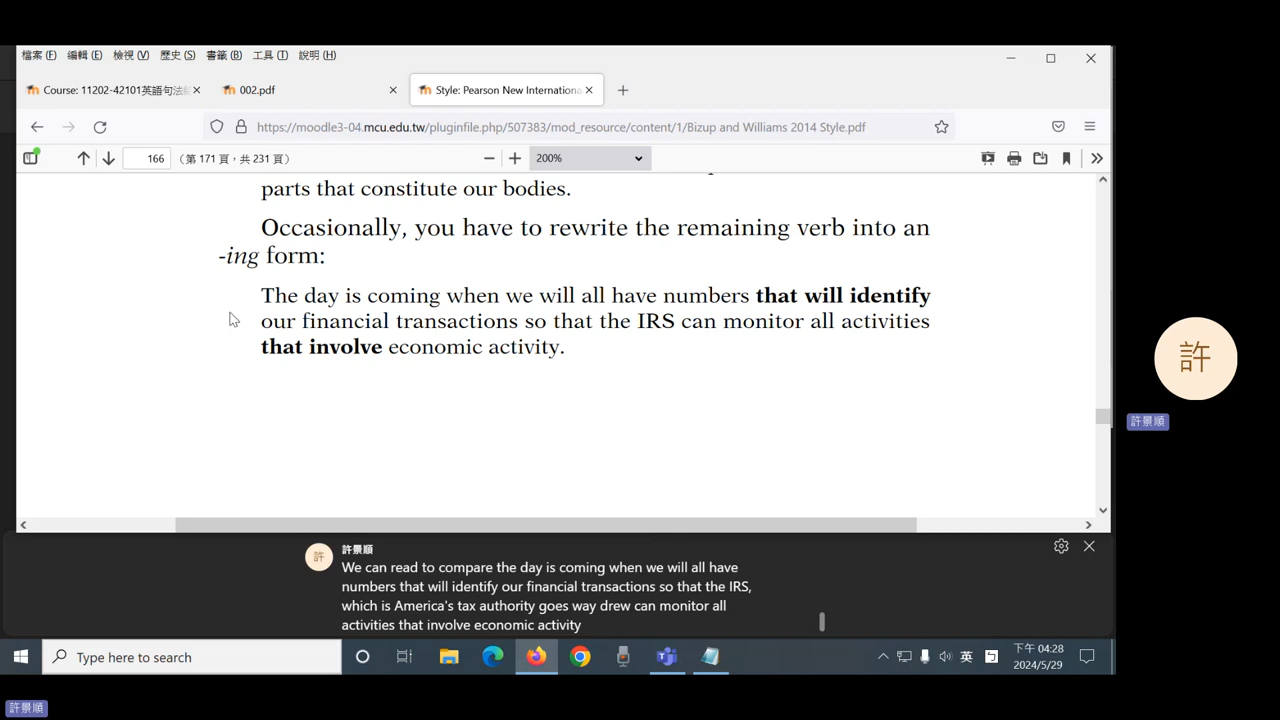 檔案(F) 編輯(E) 檢視(V) 歷史(S) 書籤(B) 工具(T) 說明(H)
Course: 11202-42101英語句法
002.pdf
Style: Pearson New Internationa
https://moodle3-04.mcu.edu.tw/pluginfile.php/507383/mod_resource/content/1/Bizup and Williams 2014 Style.pdf
166 (第 171 頁，共 231 頁) 200%
parts that constitute our bodies.
Occasionally, you have to rewrite the remaining verb into an
-ing form:
The day is coming when we will all have numbers that will identify
our financial transactions so that the IRS can monitor all activities
that involve economic activity.
許
許景順
許
許景順
We can read to compare the day is coming when we will all have
numbers that will identify our financial transactions so that the IRS,
which is America's tax authority goes way drew can monitor all
activities that involve economic activity
Type here to search
英
下午 04:28
2024/5/29
許景順